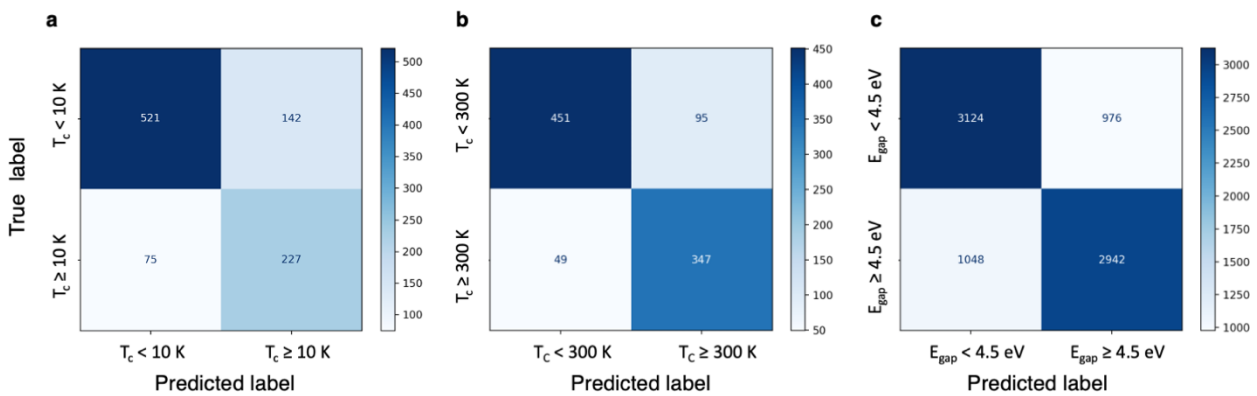 a
True label
T_c < 10 K
T_c ≥ 10 K
521
142
75
227
500
450
400
350
300
250
200
150
100
T_c < 10 K
T_c ≥ 10 K
Predicted label
b
T_c < 300 K
T_c ≥ 300 K
451
95
49
347
450
400
350
300
250
200
150
100
50
T_C < 300 K
T_C ≥ 300 K
Predicted label
c
E_gap < 4.5 eV
E_gap ≥ 4.5 eV
3124
976
1048
2942
3000
2750
2500
2250
2000
1750
1500
1250
1000
E_gap < 4.5 eV
E_gap ≥ 4.5 eV
Predicted label